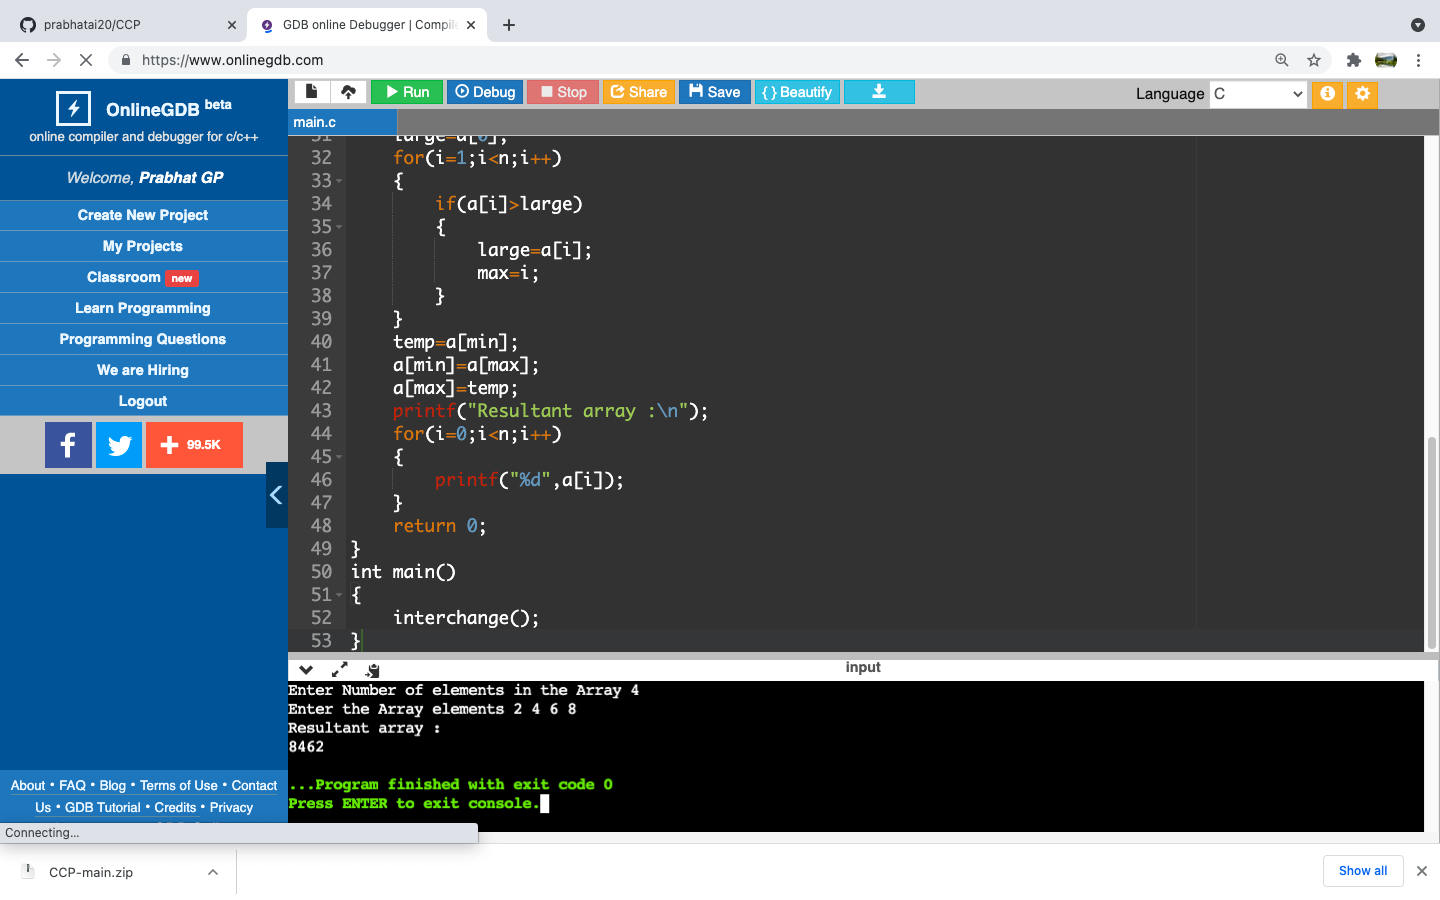 prabhatai20/CCP
GDB online Debugger | Compile
https://www.onlinegdb.com
OnlineGDB beta
online compiler and debugger for c/c++
Welcome, Prabhat GP
Create New Project
My Projects
Classroom new
Learn Programming
Programming Questions
We are Hiring
Logout
99.5K
About • FAQ • Blog • Terms of Use • Contact
Us • GDB Tutorial • Credits • Privacy
Connecting...
Run Debug Stop Share Save { } Beautify Language C
main.c
31 large=a[0];
32 for(i=1;i<n;i++)
33 {
34 if(a[i]>large)
35 {
36 large=a[i];
37 max=i;
38 }
39 }
40 temp=a[min];
41 a[min]=a[max];
42 a[max]=temp;
43 printf("Resultant array :\n");
44 for(i=0;i<n;i++)
45 {
46 printf("%d",a[i]);
47 }
48 return 0;
49 }
50 int main()
51 {
52 interchange();
53 }
input
Enter Number of elements in the Array 4
Enter the Array elements 2 4 6 8
Resultant array :
8462
...Program finished with exit code 0
Press ENTER to exit console.
CCP-main.zip
Show all